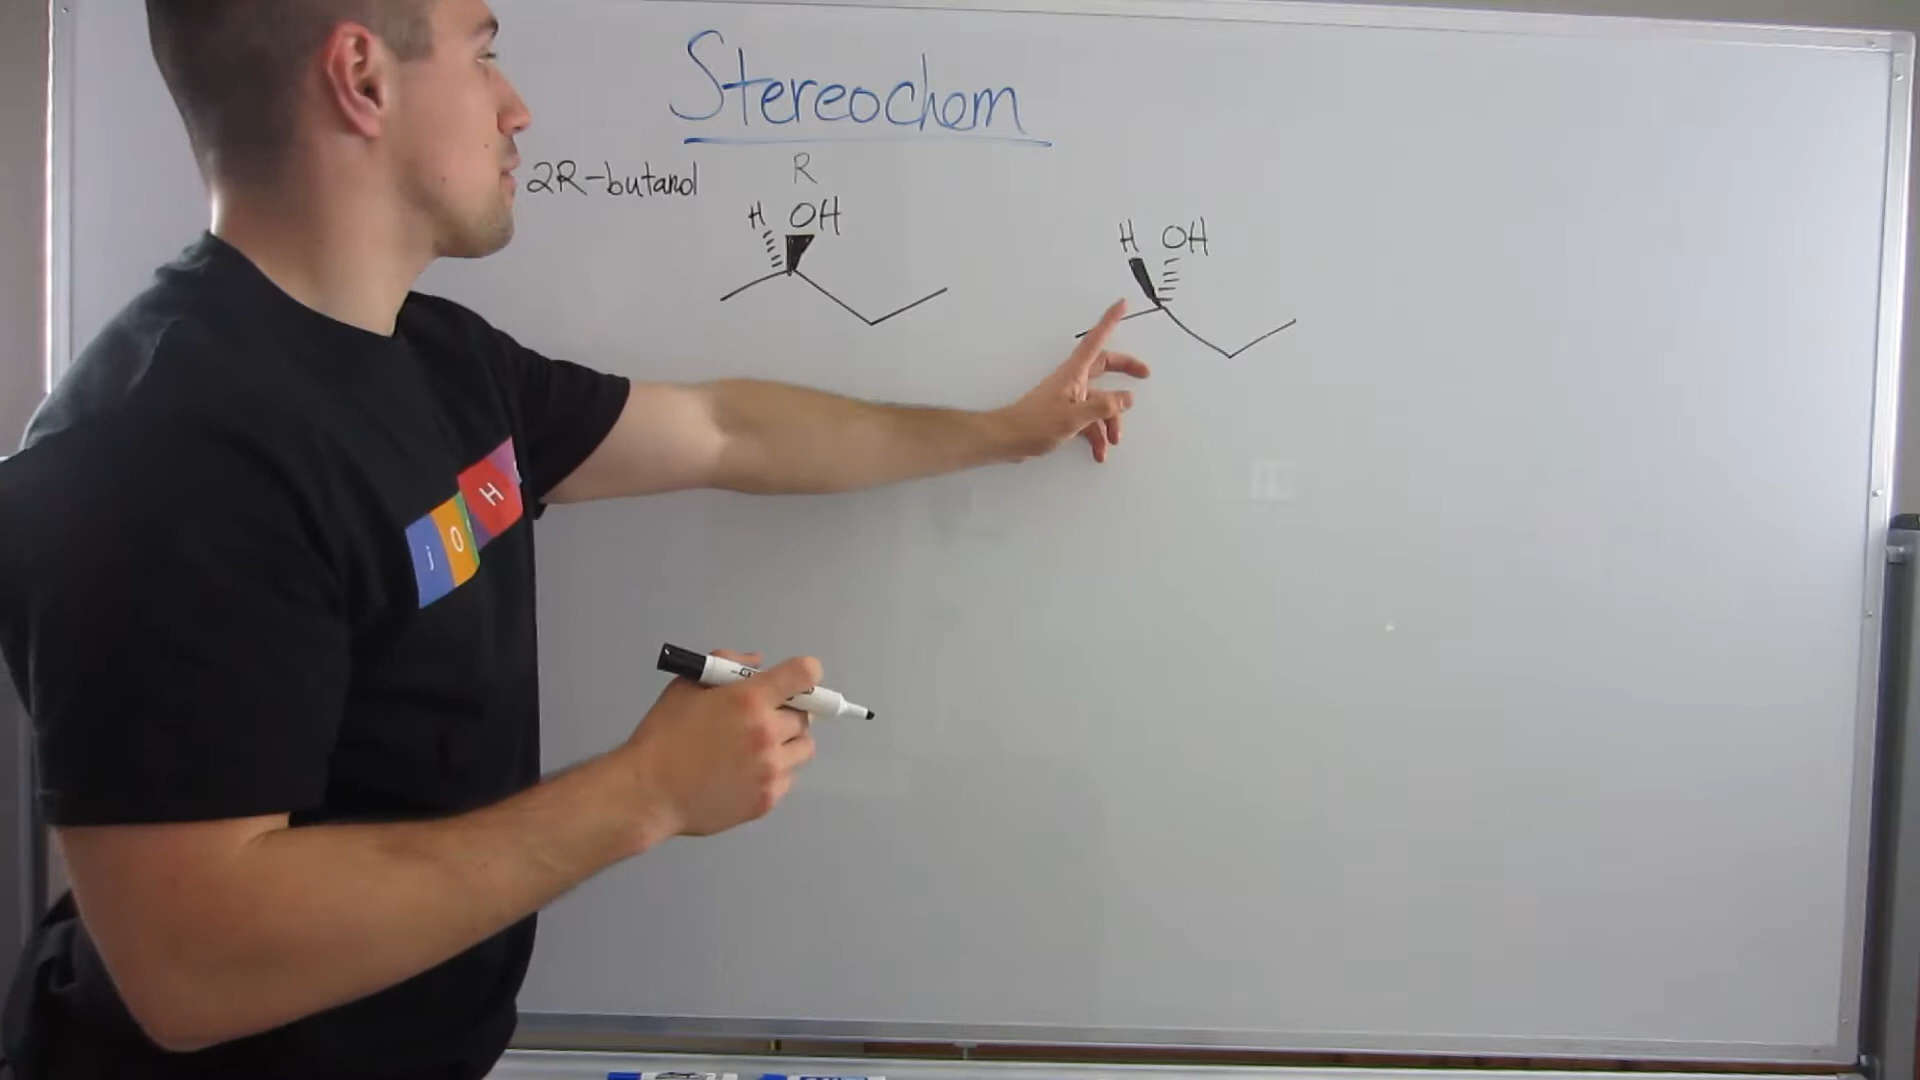 Stereochem
2R-butanol
R
H OH
H OH
j O H